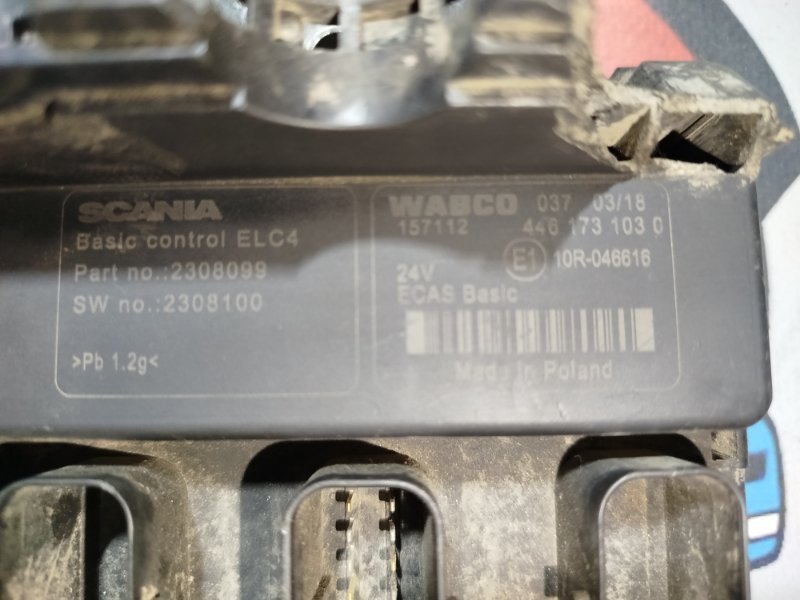 SCANIA
Basic control ELC4
Part no.:2308099
SW no.:2308100
>Pb 1.2g<
WABCO 037 03/18
157112 446 173 103 0
E1 10R-046616
24V
ECAS Basic
Made in Poland